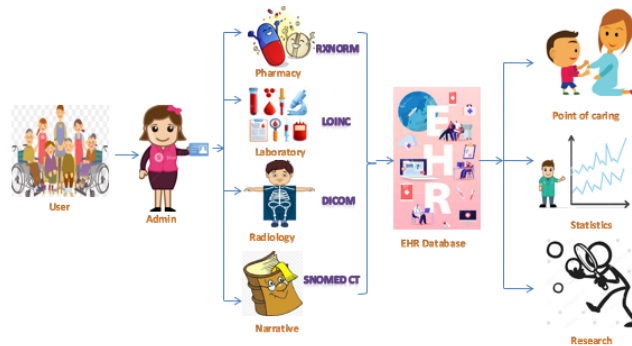 RXNORM
Pharmacy
LOINC
Laboratory
DICOM
Radiology
SNOMED CT
Narrative
User
Admin
EHR
EHR Database
Point of caring
Statistics
Research